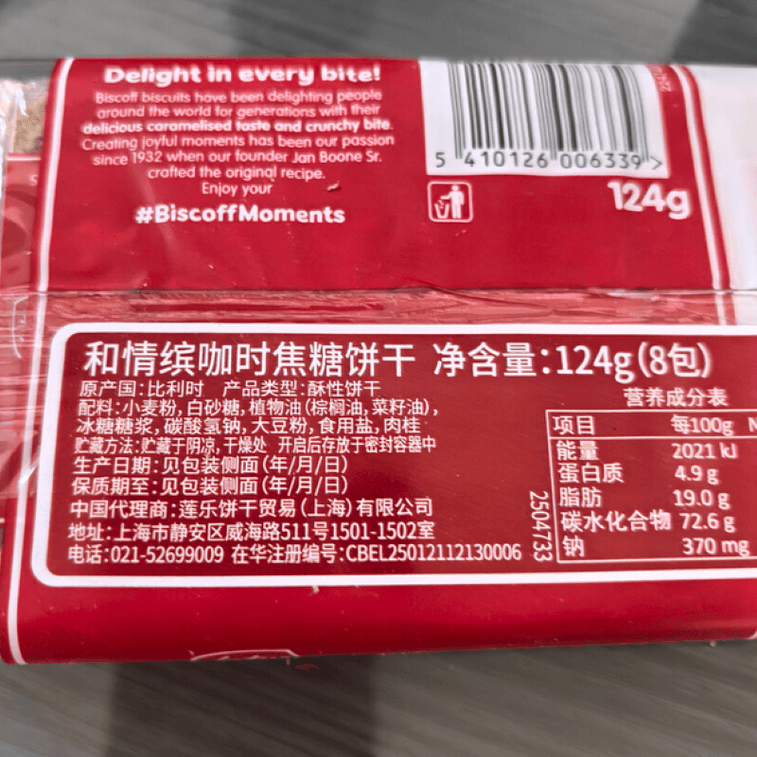 Delight in every bite!
Biscoff biscuits have been delighting people
around the world for generations with their
delicious caramelised taste and crunchy bite.
Creating joyful moments has been our passion
since 1932 when our founder Jan Boone Sr.
crafted the original recipe.
Enjoy your
#BiscoffMoments
5 410126 006339 >
124g
和情缤咖时焦糖饼干 净含量:124g(8包)
原产国:比利时 产品类型:酥性饼干
配料:小麦粉,白砂糖,植物油(棕榈油,菜籽油),
冰糖糖浆,碳酸氢钠,大豆粉,食用盐,肉桂
贮藏方法:贮藏于阴凉,干燥处 开启后存放于密封容器中
生产日期:见包装侧面(年/月/日)
保质期至:见包装侧面(年/月/日)
中国代理商:莲乐饼干贸易(上海)有限公司
地址:上海市静安区威海路511号1501-1502室
电话:021-52699009 在华注册编号:CBEL25012112130006
2504733
营养成分表
项目 每100g N
能量 2021 kJ
蛋白质 4.9 g
脂肪 19.0 g
碳水化合物 72.6 g
钠 370 mg